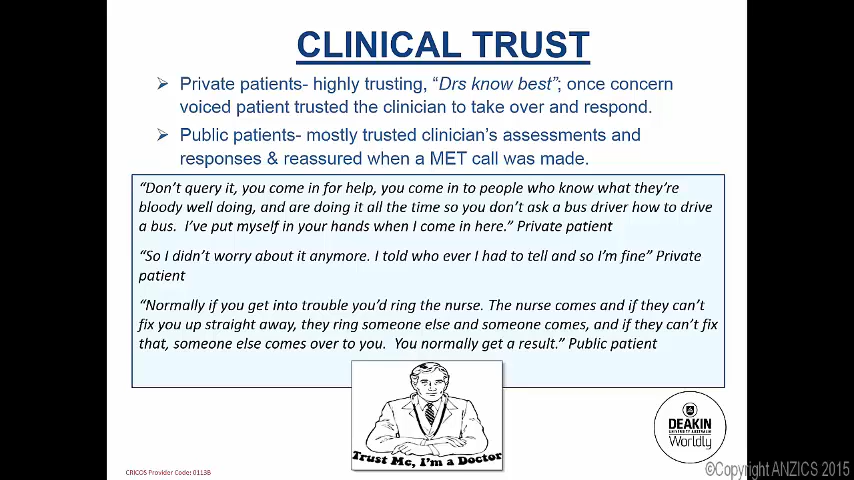 CLINICAL TRUST
➢ Private patients- highly trusting, "Drs know best"; once concern
voiced patient trusted the clinician to take over and respond.
➢ Public patients- mostly trusted clinician's assessments and
responses & reassured when a MET call was made.
"Don't query it, you come in for help, you come in to people who know what they're
bloody well doing, and are doing it all the time so you don't ask a bus driver how to drive
a bus.  I've put myself in your hands when I come in here." Private patient
"So I didn't worry about it anymore. I told who ever I had to tell and so I'm fine" Private
patient
"Normally if you get into trouble you'd ring the nurse. The nurse comes and if they can't
fix you up straight away, they ring someone else and someone comes, and if they can't fix
that, someone else comes over to you.  You normally get a result." Public patient
Trust Me, I'm a Doctor
DEAKIN
UNIVERSITY AUSTRALIA
Worldly
CRICOS Provider Code: 0113B
©Copyright ANZICS 2015